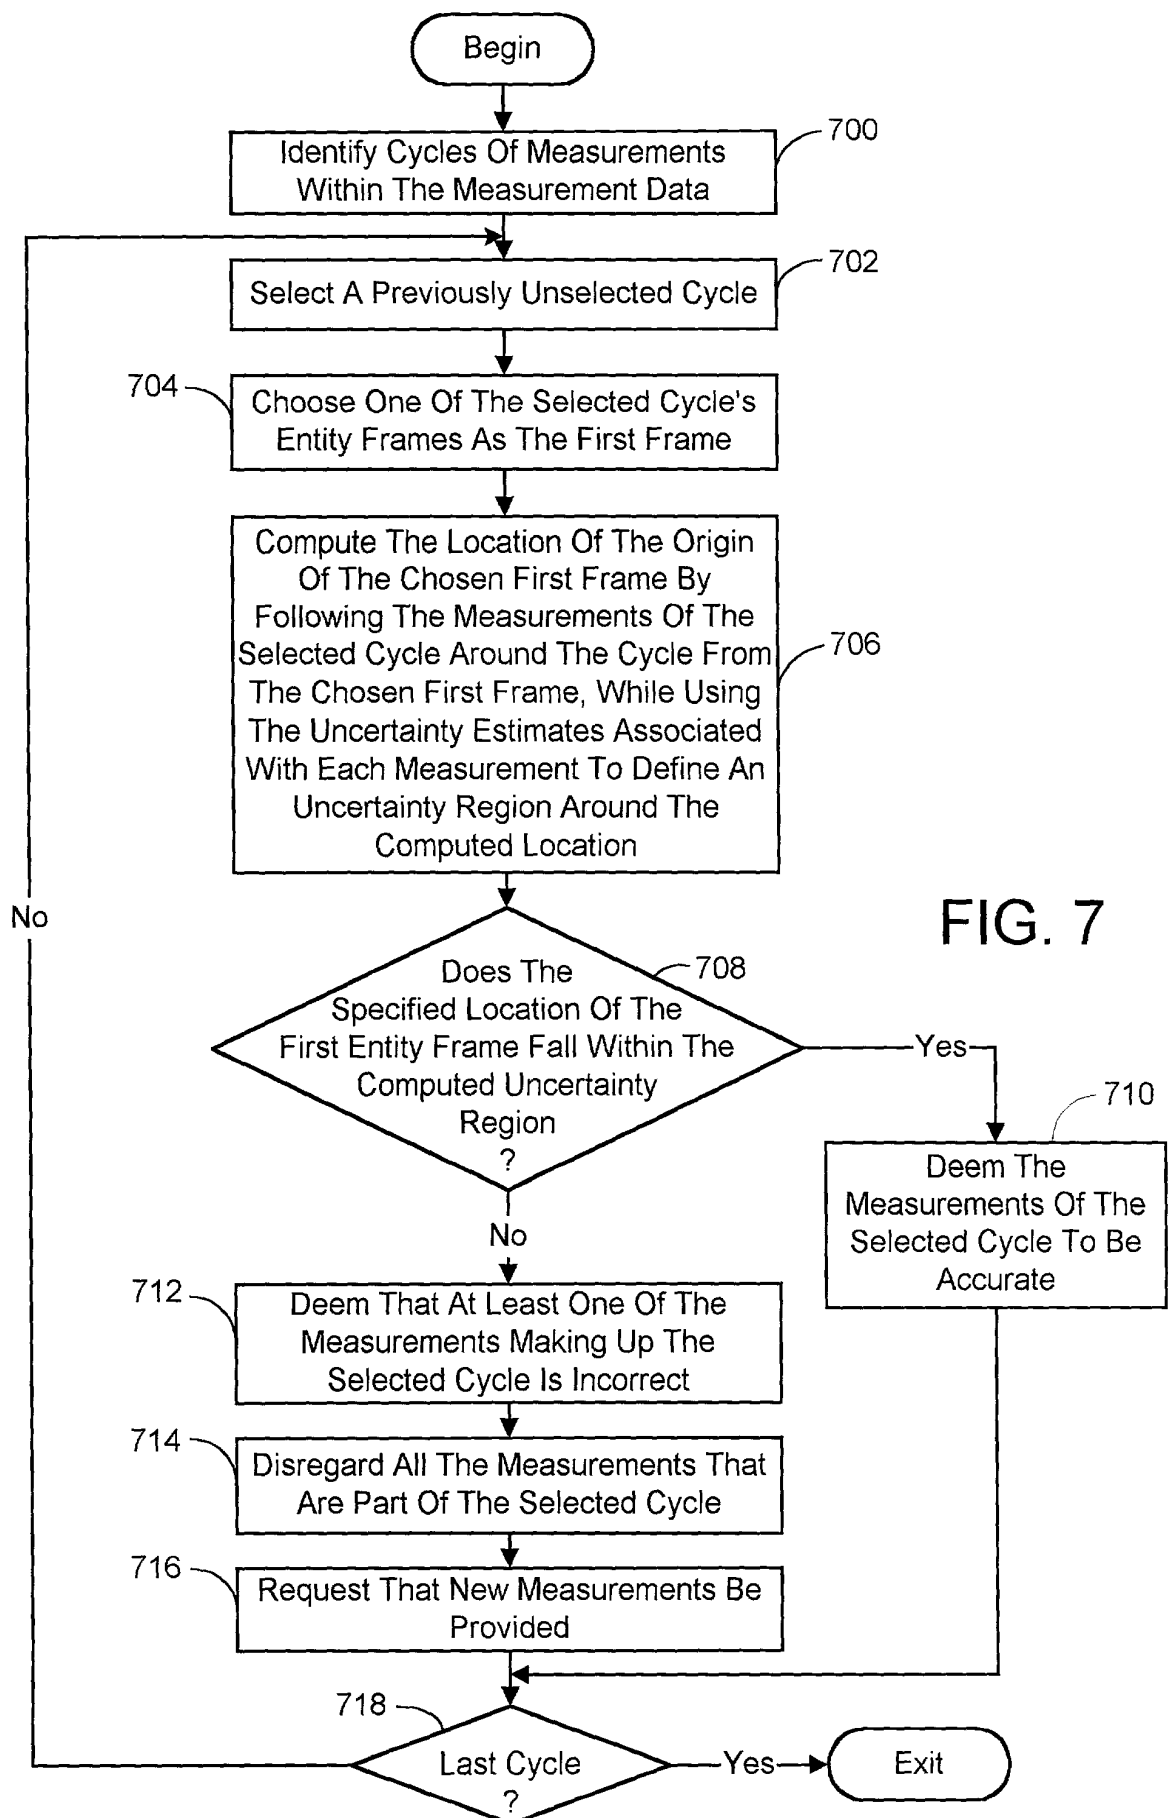 Begin
700
Identify Cycles Of Measurements
Within The Measurement Data
702
Select A Previously Unselected Cycle
704
Choose One Of The Selected Cycle's
Entity Frames As The First Frame
Compute The Location Of The Origin
Of The Chosen First Frame By
Following The Measurements Of The
Selected Cycle Around The Cycle From
The Chosen First Frame, While Using
The Uncertainty Estimates Associated
With Each Measurement To Define An
Uncertainty Region Around The
Computed Location
706
No
FIG. 7
708
Does The
Specified Location Of The
First Entity Frame Fall Within The
Computed Uncertainty
Region
?
Yes
710
Deem The
Measurements Of The
Selected Cycle To Be
Accurate
No
712
Deem That At Least One Of The
Measurements Making Up The
Selected Cycle Is Incorrect
714
Disregard All The Measurements That
Are Part Of The Selected Cycle
716
Request That New Measurements Be
Provided
718
Last Cycle
?
Yes
Exit